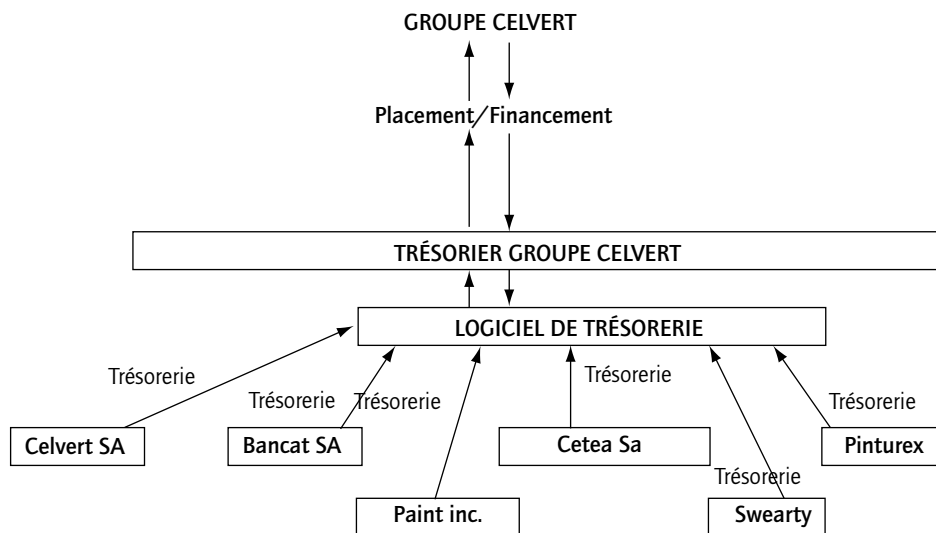 GROUPE CELVERT
Placement/Financement
TRÉSORIER GROUPE CELVERT
LOGICIEL DE TRÉSORERIE
Trésorerie
Trésorerie
Trésorerie
Trésorerie
Trésorerie
Celvert SA
Bancat SA
Cetea Sa
Pinturex
Trésorerie
Paint inc.
Swearty